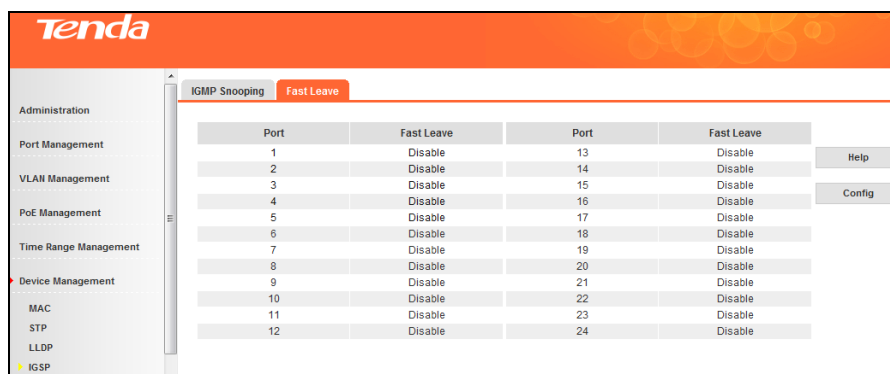 Tenda
IGMP Snooping Fast Leave
Administration
Port Management
VLAN Management
PoE Management
Time Range Management
Device Management
MAC
STP
LLDP
IGSP
Port Fast Leave Port Fast Leave
1 Disable 13 Disable
2 Disable 14 Disable
3 Disable 15 Disable
4 Disable 16 Disable
5 Disable 17 Disable
6 Disable 18 Disable
7 Disable 19 Disable
8 Disable 20 Disable
9 Disable 21 Disable
10 Disable 22 Disable
11 Disable 23 Disable
12 Disable 24 Disable
Help
Config